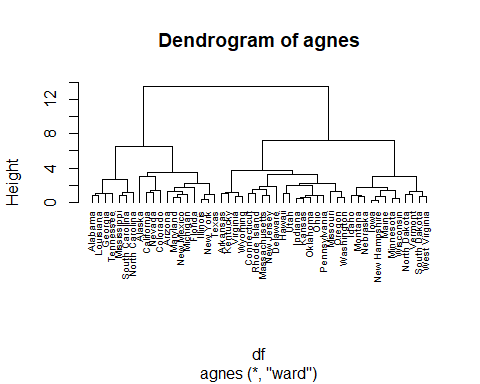 Dendrogram of agnes
Height
0
4
8
12
Alabama
Louisiana
Georgia
Tennessee
Mississippi
South Carolina
North Carolina
Alaska
California
Nevada
Colorado
Arizona
Maryland
New Mexico
Michigan
Florida
Illinois
New York
Texas
Arkansas
Kentucky
Virginia
Wyoming
Connecticut
Rhode Island
Massachusetts
New Jersey
Delaware
Hawaii
Utah
Indiana
Kansas
Oklahoma
Ohio
Pennsylvania
Missouri
Oregon
Washington
Idaho
Montana
Nebraska
Iowa
New Hampshire
Maine
Minnesota
Wisconsin
North Dakota
Vermont
South Dakota
West Virginia
df
agnes (*, "ward")